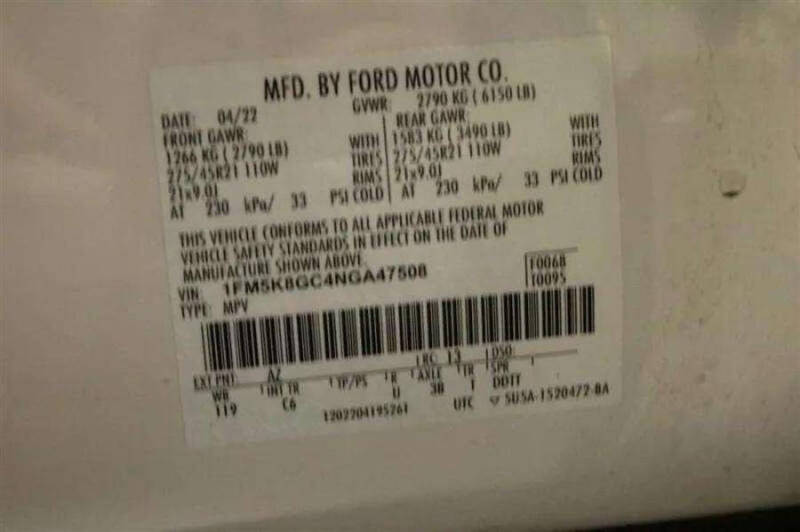 MFD. BY FORD MOTOR CO.
DATE: 04/22 GVWR: 2790 KG (6150 LB)
FRONT GAWR: REAR GAWR:
1266 KG (2790 LB) WITH 1583 KG (3490 LB) WITH
275/45R21 110W TIRES 275/45R21 110W TIRES
21x9.0J RIMS 21x9.0J RIMS
AT 230 kPa/ 33 PSI COLD AT 230 kPa/ 33 PSI COLD
THIS VEHICLE CONFORMS TO ALL APPLICABLE FEDERAL MOTOR
VEHICLE SAFETY STANDARDS IN EFFECT ON THE DATE OF
MANUFACTURE SHOWN ABOVE.
VIN: 1FM5K8GC4NGA47508 F0068
TYPE: MPV T0095
EXT PNT: AZ RC: 13 DSO:
WB INT TR TP/PS R AXLE TR SPR
119 C6 U 3B T DDTT
1202204195261 UTC 5U5A-1520472-BA